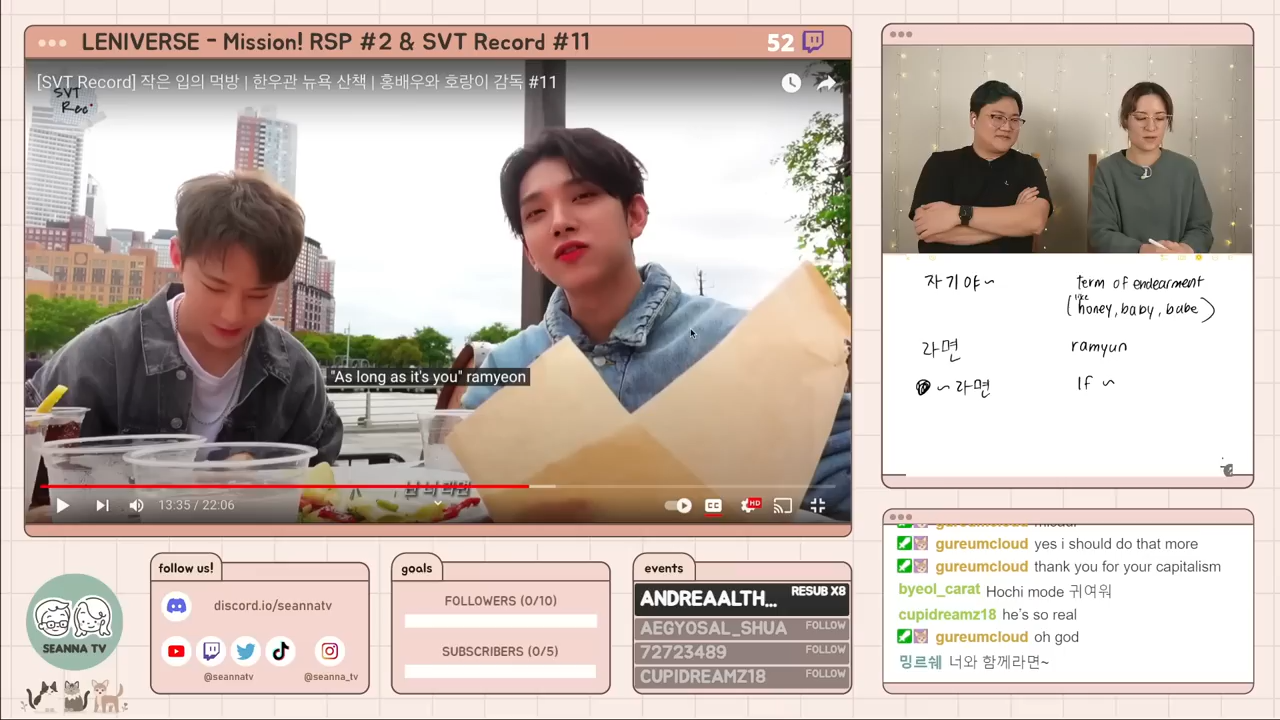 LENIVERSE - Mission! RSP #2 & SVT Record #11
52
[SVT Record] 작은 입의 먹방 | 한우관 뉴욕 산책 | 홍배우와 호랑이 감독 #11
SVT
Rec
"As long as it's you" ramyeon
13:35 / 22:06
CC
HD
자기야~ term of endearment
(like honey, baby, babe)
라면 ramyun
~라면 If ~
gureumcloud
gureumcloud yes i should do that more
gureumcloud thank you for your capitalism
byeol_carat Hochi mode 귀여워
cupidreamz18 he's so real
gureumcloud oh god
밍르쉐 너와 함께라면~
SEANNA TV
follow us!
discord.io/seannatv
@seannatv
@seanna_tv
goals
FOLLOWERS (0/10)
SUBSCRIBERS (0/5)
events
ANDREAALTH... RESUB X8
AEGYOSAL_SHUA FOLLOW
72723489 FOLLOW
CUPIDREAMZ18 FOLLOW